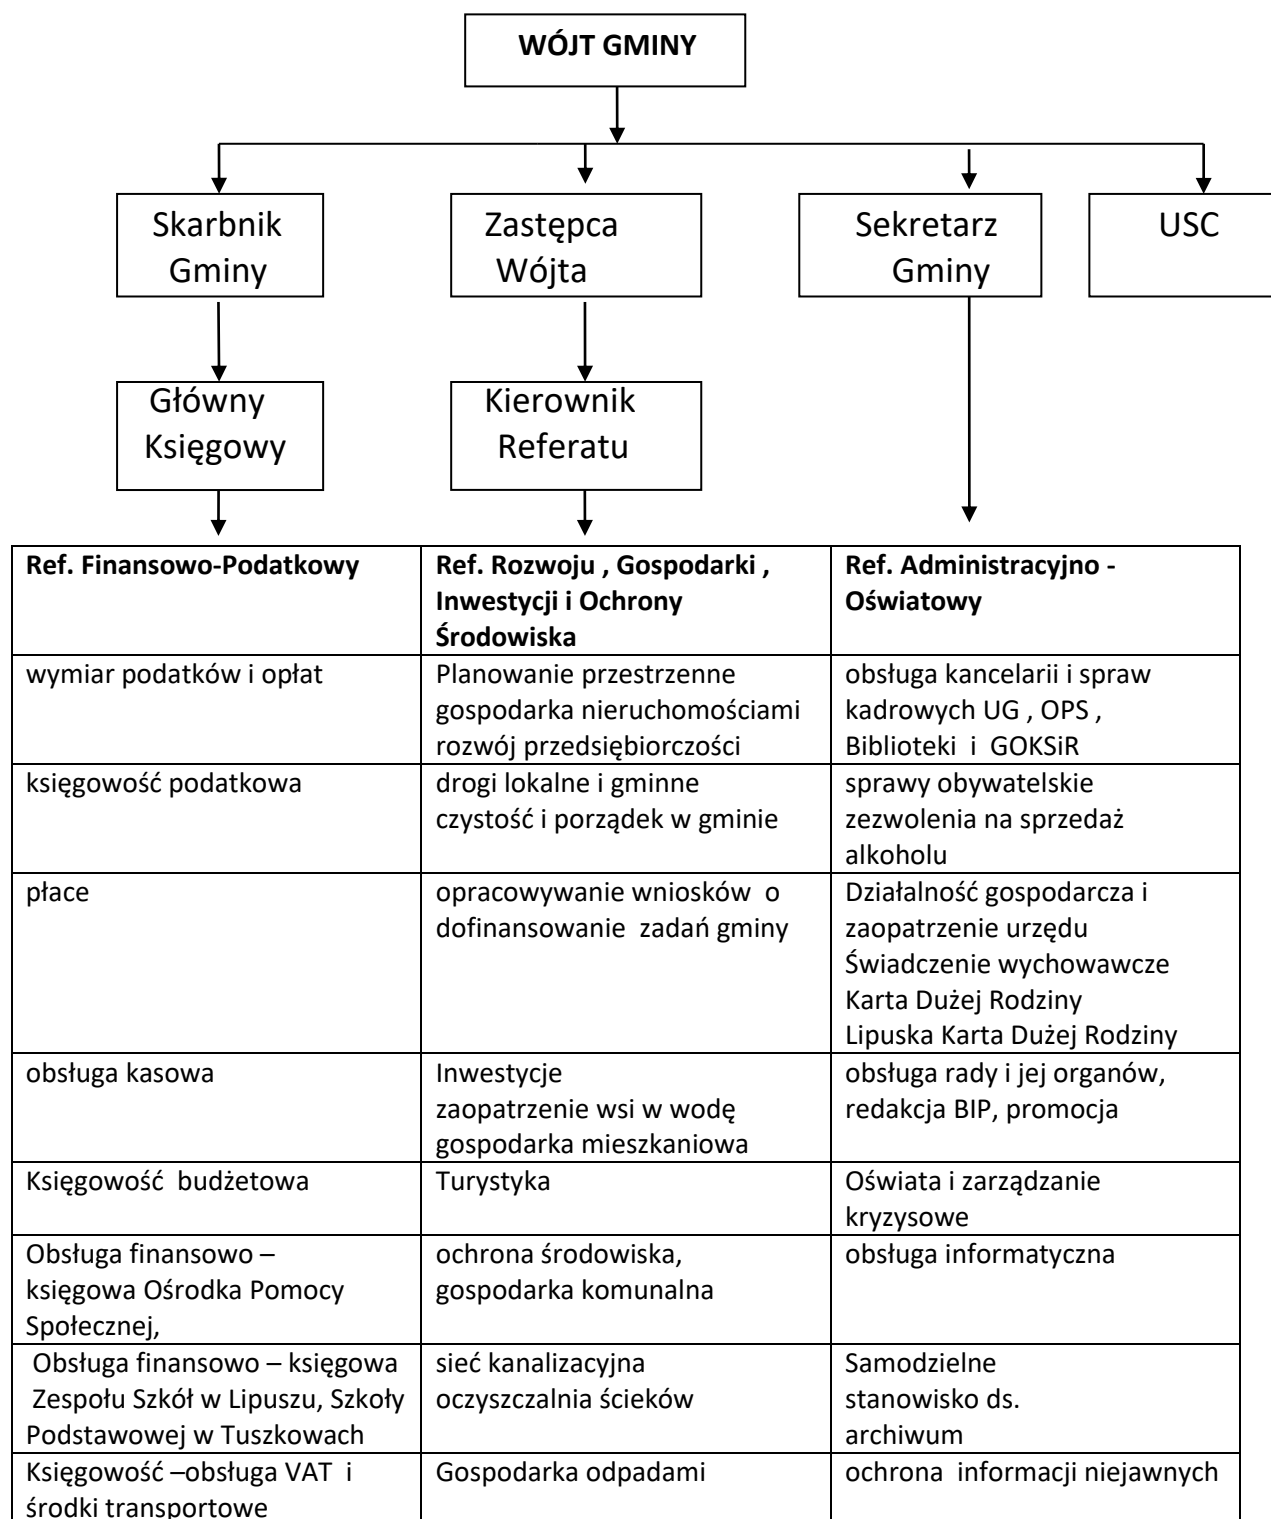 WÓJT GMINY
Skarbnik
Gminy
Zastępca
Wójta
Sekretarz
Gminy
USC
Główny
Księgowy
Kierownik
Referatu
Ref. Finansowo-Podatkowy
Ref. Rozwoju , Gospodarki ,
Inwestycji i Ochrony
Środowiska
Ref. Administracyjno -
Oświatowy
wymiar podatków i opłat
Planowanie przestrzenne
gospodarka nieruchomościami
rozwój przedsiębiorczości
obsługa kancelarii i spraw
kadrowych UG , OPS ,
Biblioteki i GOKSiR
księgowość podatkowa
drogi lokalne i gminne
czystość i porządek w gminie
sprawy obywatelskie
zezwolenia na sprzedaż
alkoholu
płace
opracowywanie wniosków o
dofinansowanie zadań gminy
Działalność gospodarcza i
zaopatrzenie urzędu
Świadczenie wychowawcze
Karta Dużej Rodziny
Lipuska Karta Dużej Rodziny
obsługa kasowa
Inwestycje
zaopatrzenie wsi w wodę
gospodarka mieszkaniowa
obsługa rady i jej organów,
redakcja BIP, promocja
Księgowość budżetowa
Turystyka
Oświata i zarządzanie
kryzysowe
Obsługa finansowo –
księgowa Ośrodka Pomocy
Społecznej,
ochrona środowiska,
gospodarka komunalna
obsługa informatyczna
Obsługa finansowo – księgowa
Zespołu Szkół w Lipuszu, Szkoły
Podstawowej w Tuszkowach
sieć kanalizacyjna
oczyszczalnia ścieków
Samodzielne
stanowisko ds.
archiwum
Księgowość –obsługa VAT i
środki transportowe
Gospodarka odpadami
ochrona informacji niejawnych